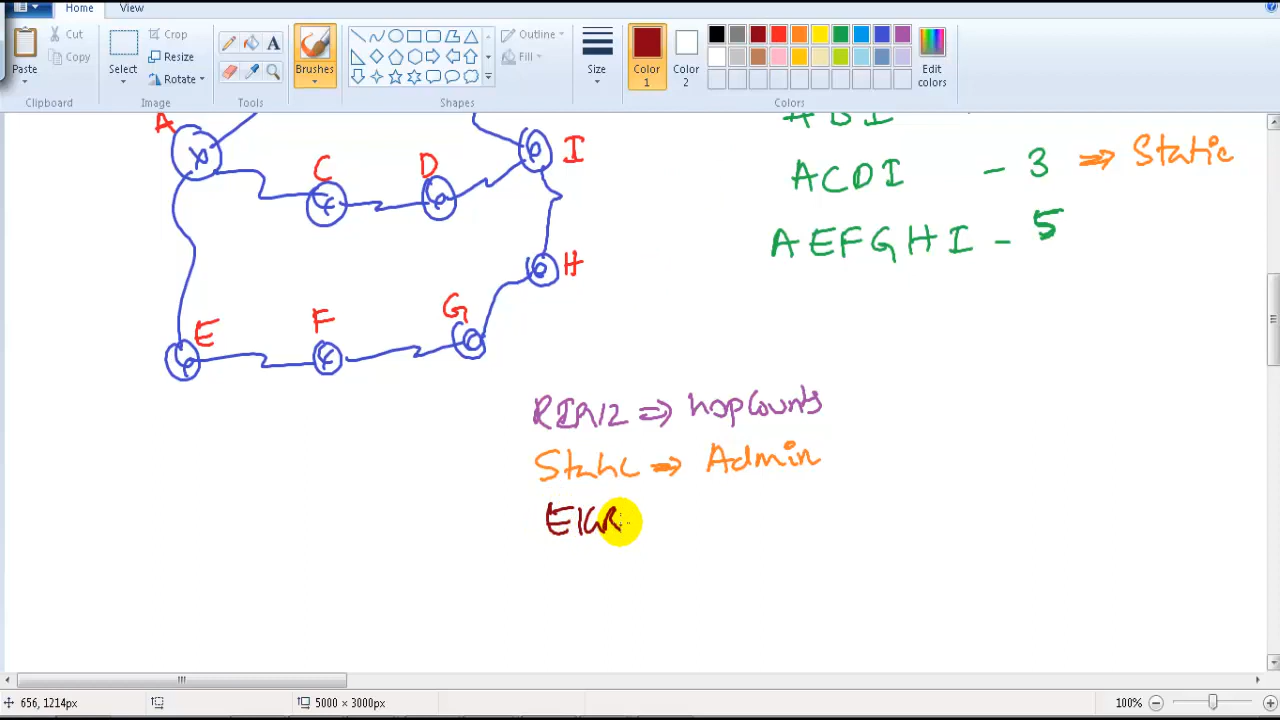 Home View
Cut
Copy
Paste
Clipboard
Select
Crop
Resize
Rotate
Image
Tools
Brushes
Outline
Fill
Shapes
Size
Color 1
Color 2
Edit colors
Colors
A
C
D
I
E
F
G
H
ACDI - 3 ⇒ Static
AEFGHI - 5
⇒ hopCounts
Static → Admin
EIGR
656, 1214px
5000 × 3000px
100%